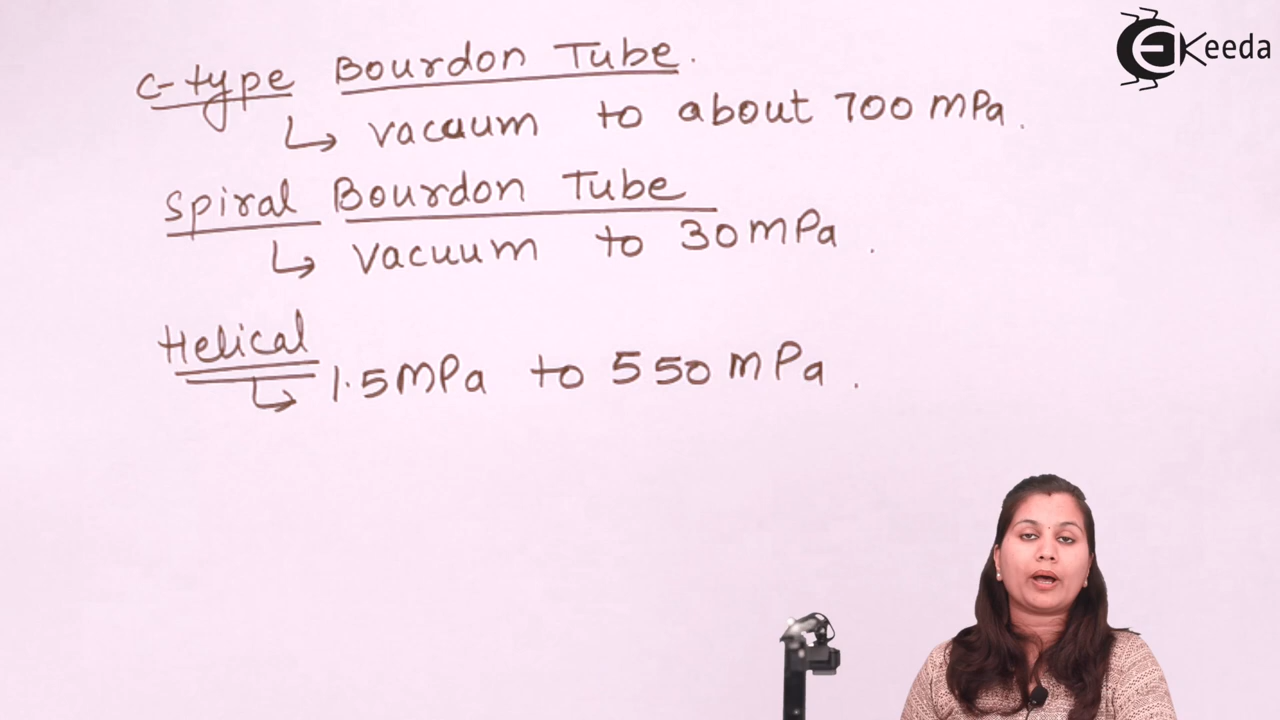 C-type Bourdon Tube.
↳ vacuum to about 700 mPa.
Spiral Bourdon Tube
↳ vacuum to 30 mPa.
Helical
↳ 1.5 MPa to 550 mPa.
EKeeda